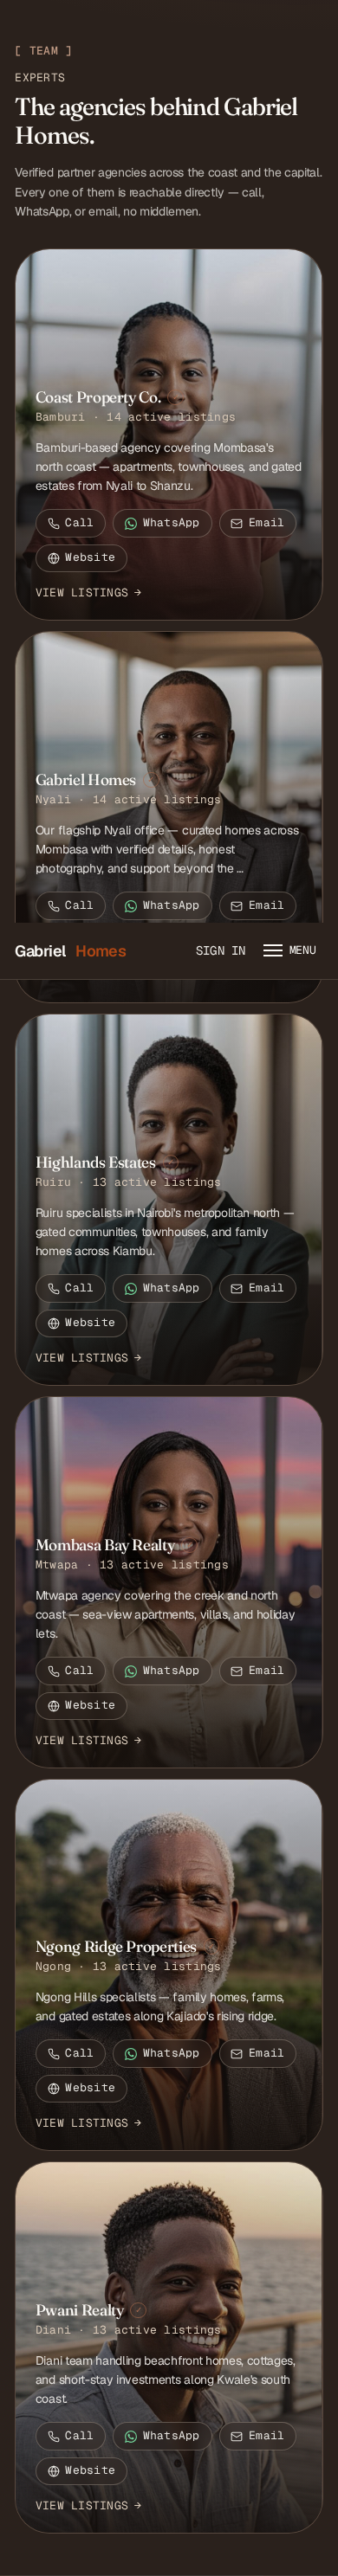 [ TEAM ]
EXPERTS
The agencies behind Gabriel
Homes.
Verified partner agencies across the coast and the capital.
Every one of them is reachable directly — call,
WhatsApp, or email, no middlemen.
Coast Property Co.
Bamburi · 14 active listings
Bamburi-based agency covering Mombasa's
north coast — apartments, townhouses, and gated
estates from Nyali to Shanzu.
Call WhatsApp Email
Website
VIEW LISTINGS →
Gabriel Homes
Nyali · 14 active listings
Our flagship Nyali office — curated homes across
Mombasa with verified details, honest
photography, and support beyond the ...
Call WhatsApp Email
Gabriel Homes SIGN IN MENU
Highlands Estates
Ruiru · 13 active listings
Ruiru specialists in Nairobi's metropolitan north —
gated communities, townhouses, and family
homes across Kiambu.
Call WhatsApp Email
Website
VIEW LISTINGS →
Mombasa Bay Realty
Mtwapa · 13 active listings
Mtwapa agency covering the creek and north
coast — sea-view apartments, villas, and holiday
lets.
Call WhatsApp Email
Website
VIEW LISTINGS →
Ngong Ridge Properties
Ngong · 13 active listings
Ngong Hills specialists — family homes, farms,
and gated estates along Kajiado's rising ridge.
Call WhatsApp Email
Website
VIEW LISTINGS →
Pwani Realty
Diani · 13 active listings
Diani team handling beachfront homes, cottages,
and short-stay investments along Kwale's south
coast.
Call WhatsApp Email
Website
VIEW LISTINGS →